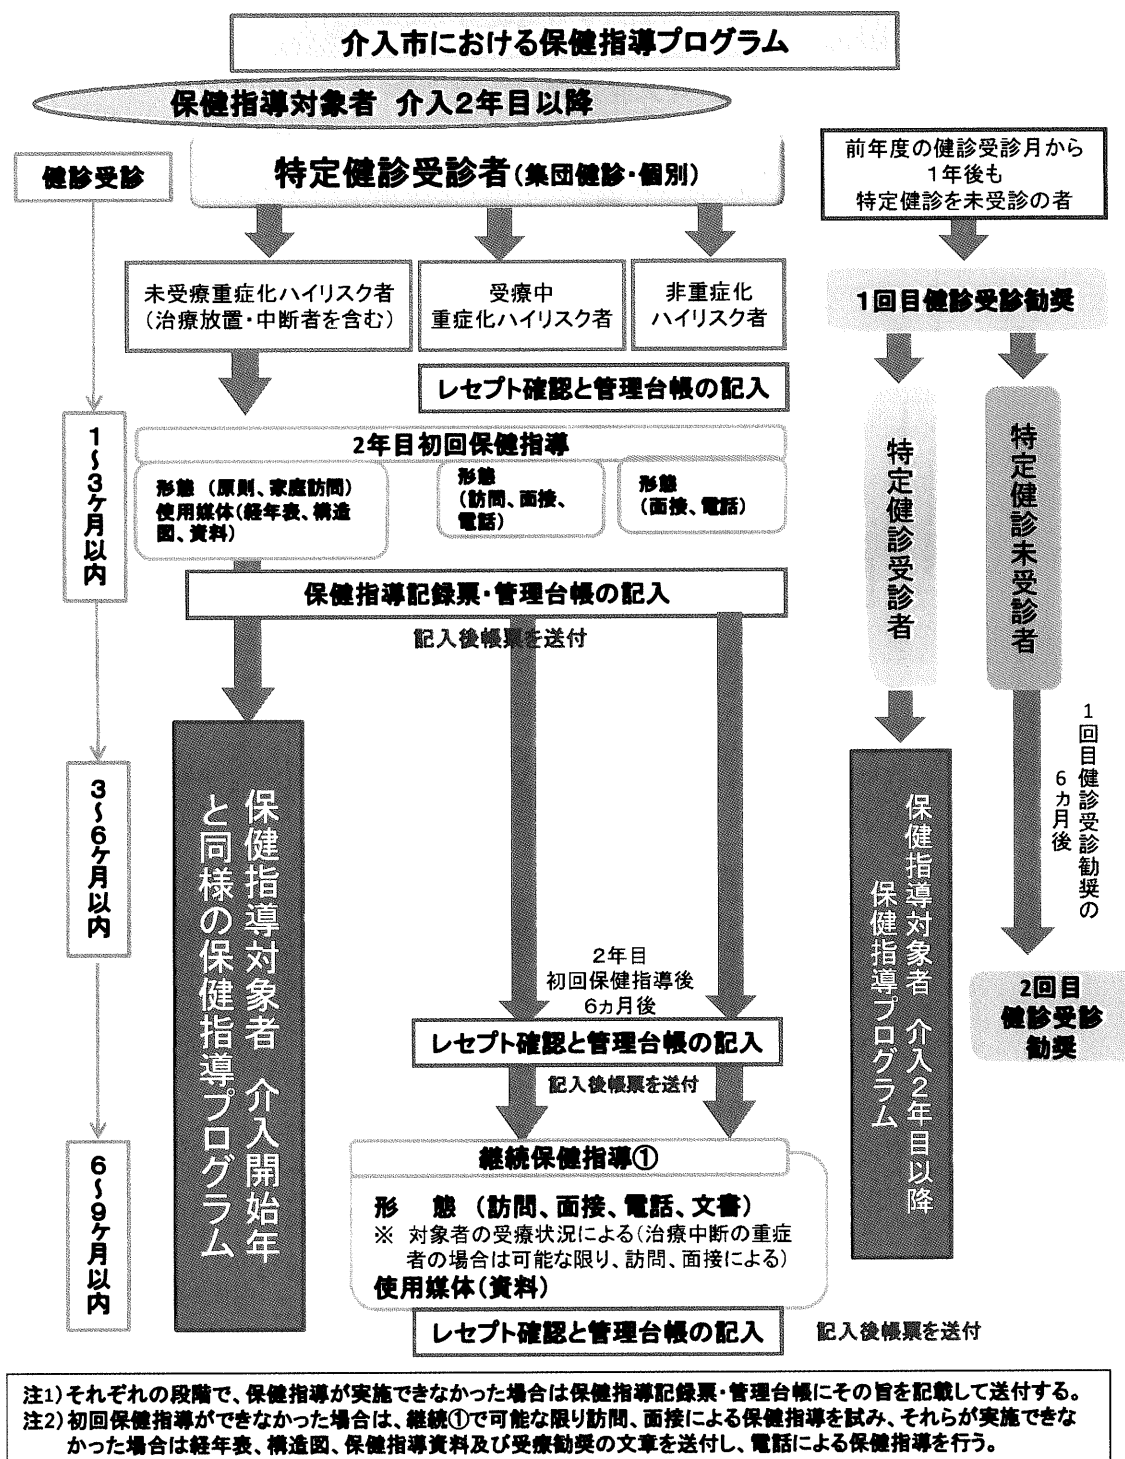 介入市における保健指導プログラム
保健指導対象者 介入2年目以降
健診受診
特定健診受診者(集団健診・個別)
前年度の健診受診月から
1年後も
特定健診を未受診の者
未受療重症化ハイリスク者
(治療放置・中断者を含む)
受療中
重症化ハイリスク者
非重症化
ハイリスク者
1回目健診受診勧奨
レセプト確認と管理台帳の記入
1~3ヶ月以内
2年目初回保健指導
形態 (原則、家庭訪問)
使用媒体(経年表、構造
図、資料)
形態
(訪問、面接、
電話)
形態
(面接、電話)
特定健診受診者
特定健診未受診者
保健指導記録票・管理台帳の記入
記入後帳票を送付
3~6ヶ月以内
保健指導対象者 介入開始年
と同様の保健指導プログラム
保健指導対象者 介入2年目以降
保健指導プログラム
1回目健診受診勧奨の
6ヵ月後
2年目
初回保健指導後
6ヵ月後
2回目
健診受診
勧奨
レセプト確認と管理台帳の記入
記入後帳票を送付
6~9ヶ月以内
継続保健指導①
形 態 (訪問、面接、電話、文書)
※ 対象者の受療状況による(治療中断の重症
者の場合は可能な限り、訪問、面接による)
使用媒体(資料)
レセプト確認と管理台帳の記入
記入後帳票を送付
注1)それぞれの段階で、保健指導が実施できなかった場合は保健指導記録票・管理台帳にその旨を記載して送付する。
注2)初回保健指導ができなかった場合は、継続①で可能な限り訪問、面接による保健指導を試み、それらが実施できな
かった場合は経年表、構造図、保健指導資料及び受療勧奨の文章を送付し、電話による保健指導を行う。